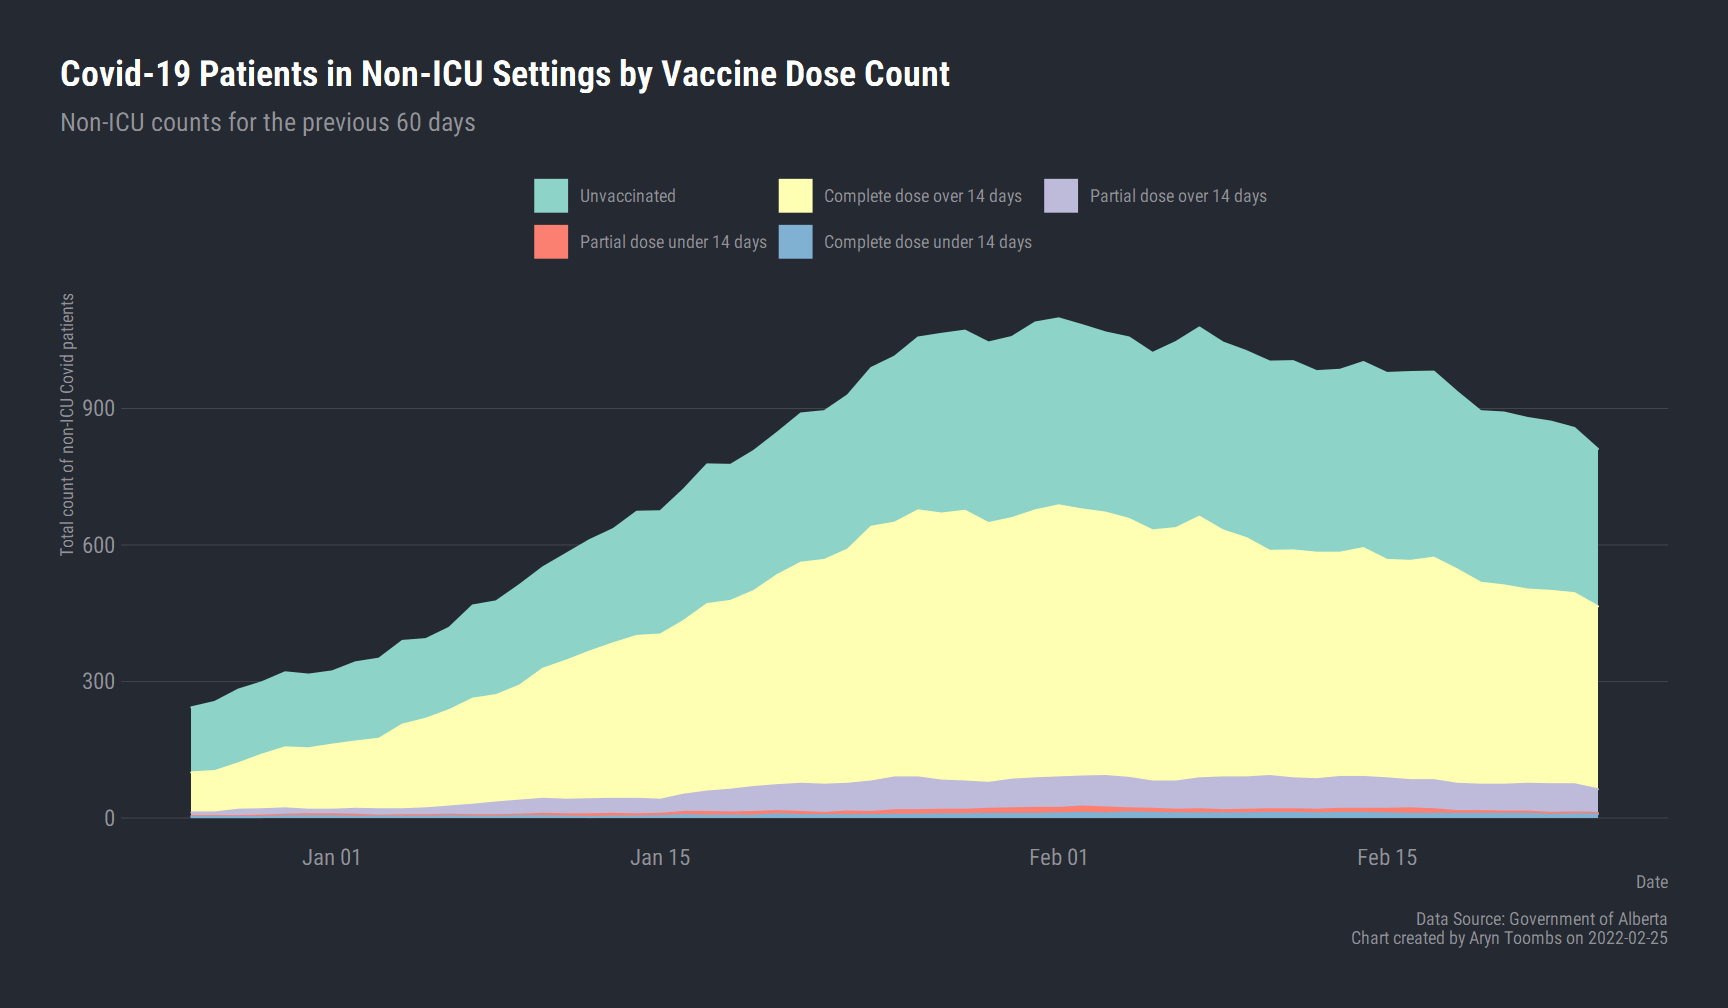 Covid-19 Patients in Non-ICU Settings by Vaccine Dose Count
Non-ICU counts for the previous 60 days
Unvaccinated
Complete dose over 14 days
Partial dose over 14 days
Partial dose under 14 days
Complete dose under 14 days
Total count of non-ICU Covid patients
900
600
300
0
Jan 01
Jan 15
Feb 01
Feb 15
Date
Data Source: Government of Alberta
Chart created by Aryn Toombs on 2022-02-25